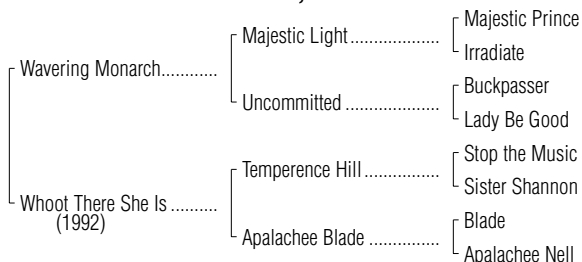 Majestic Prince
Majestic Light...................
Irradiate
Wavering Monarch............
Buckpasser
Uncommitted ....................
Lady Be Good
Stop the Music
Temperence Hill................
Sister Shannon
Whoot There She Is ..........
(1992)
Blade
Apalachee Blade ...............
Apalachee Nell